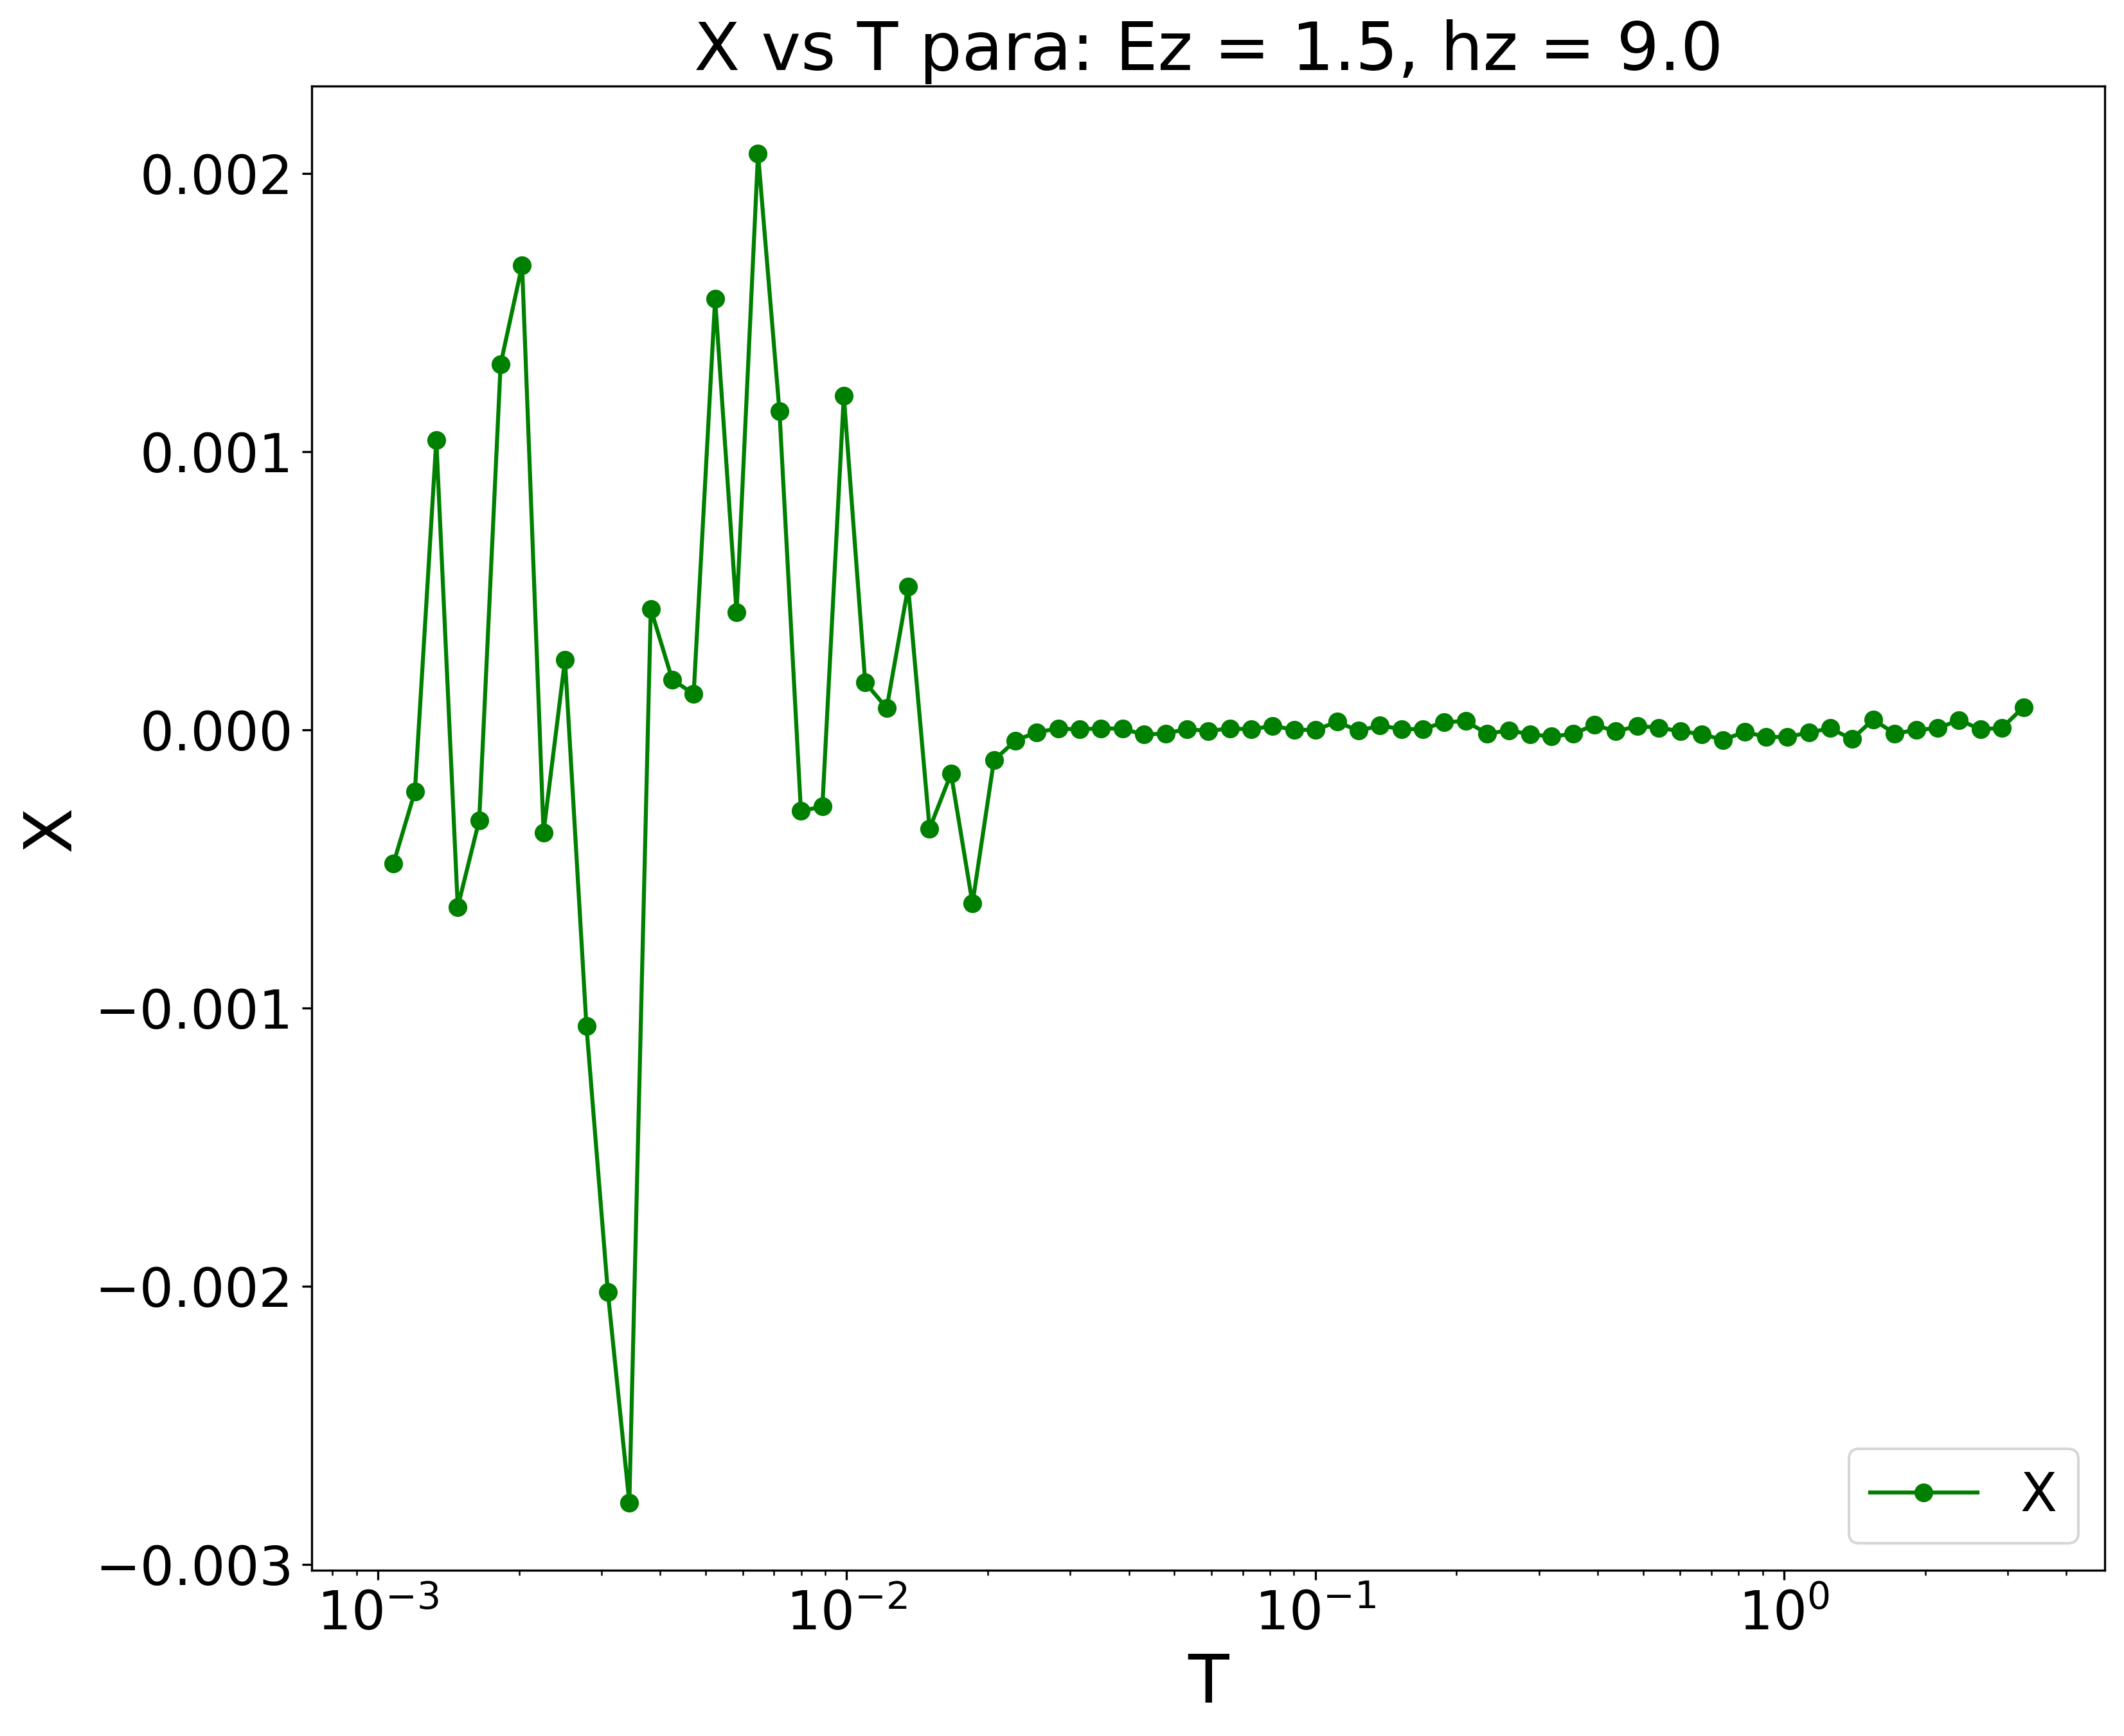 X vs T para: Ez = 1.5, hz = 9.0
0.002
0.001
0.000
−0.001
−0.002
−0.003
X
X
10⁻³ 10⁻² 10⁻¹ 10⁰
T